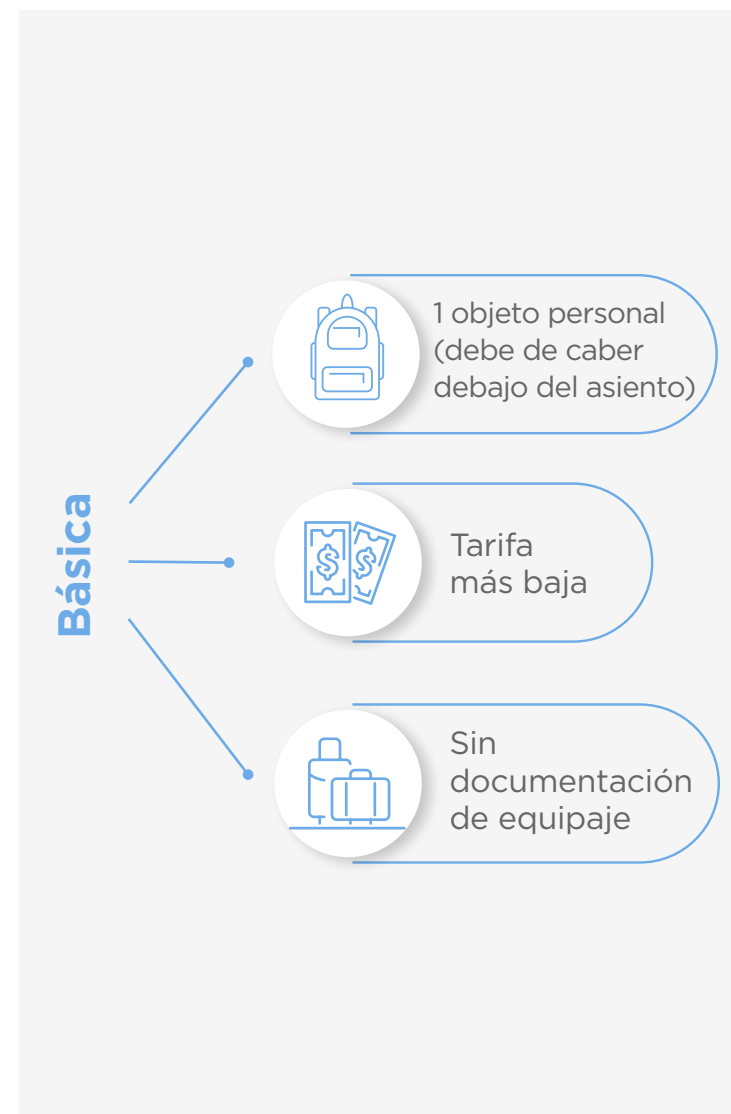 Básica
1 objeto personal
(debe de caber
debajo del asiento)
Tarifa
más baja
Sin
documentación
de equipaje